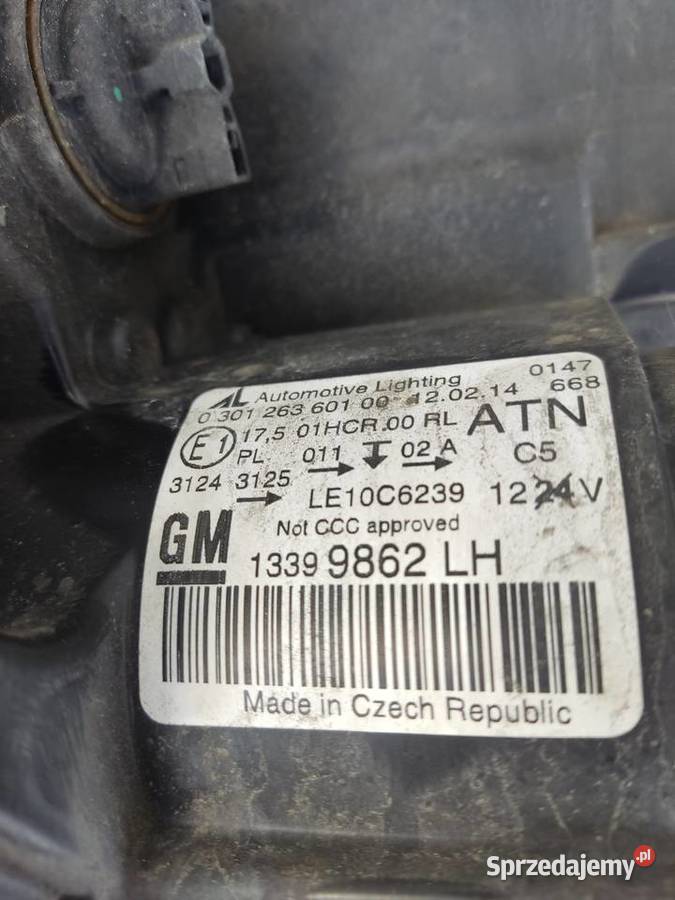 AL Automotive Lighting 0147
0 301 263 601 00 12.02.14 668
E1 17,5 01HCR.00 RL ATN
PL 011 → 02 A → C5
3124 3125 → LE10C6239 12 24 V
Not CCC approved
GM 1339 9862 LH
Made in Czech Republic
Sprzedajemy.pl